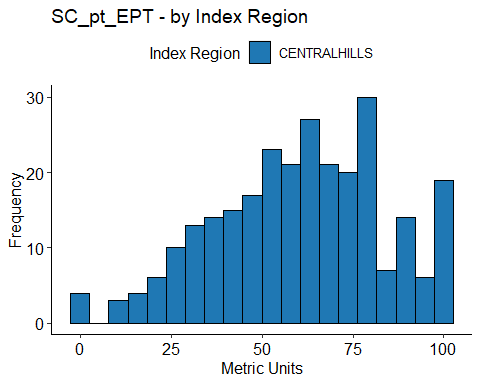 SC_pt_EPT - by Index Region
Index Region CENTRALHILLS
Frequency
30
20
10
0
0 25 50 75 100
Metric Units